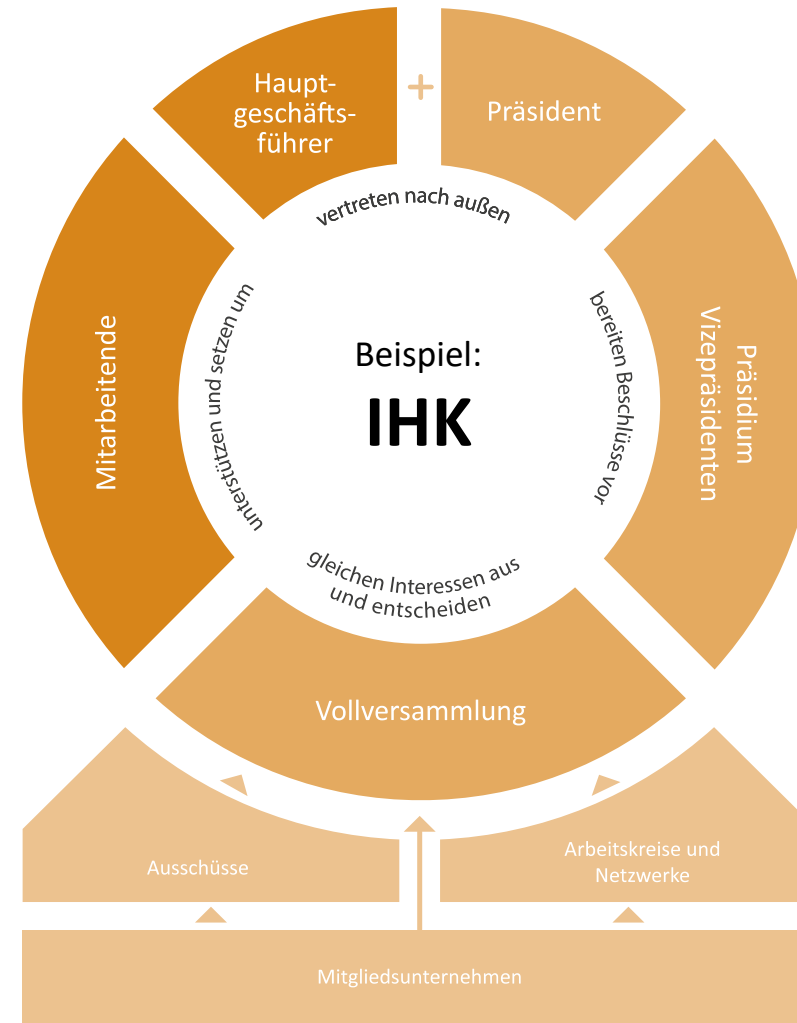 Haupt-
geschäfts-
führer
+
Präsident
vertreten nach außen
Mitarbeitende
unterstützen und setzen um
Beispiel:
IHK
bereiten Beschlüsse vor
Präsidium
Vizepräsidenten
gleichen Interessen aus
und entscheiden
Vollversammlung
Ausschüsse
Arbeitskreise und
Netzwerke
Mitgliedsunternehmen